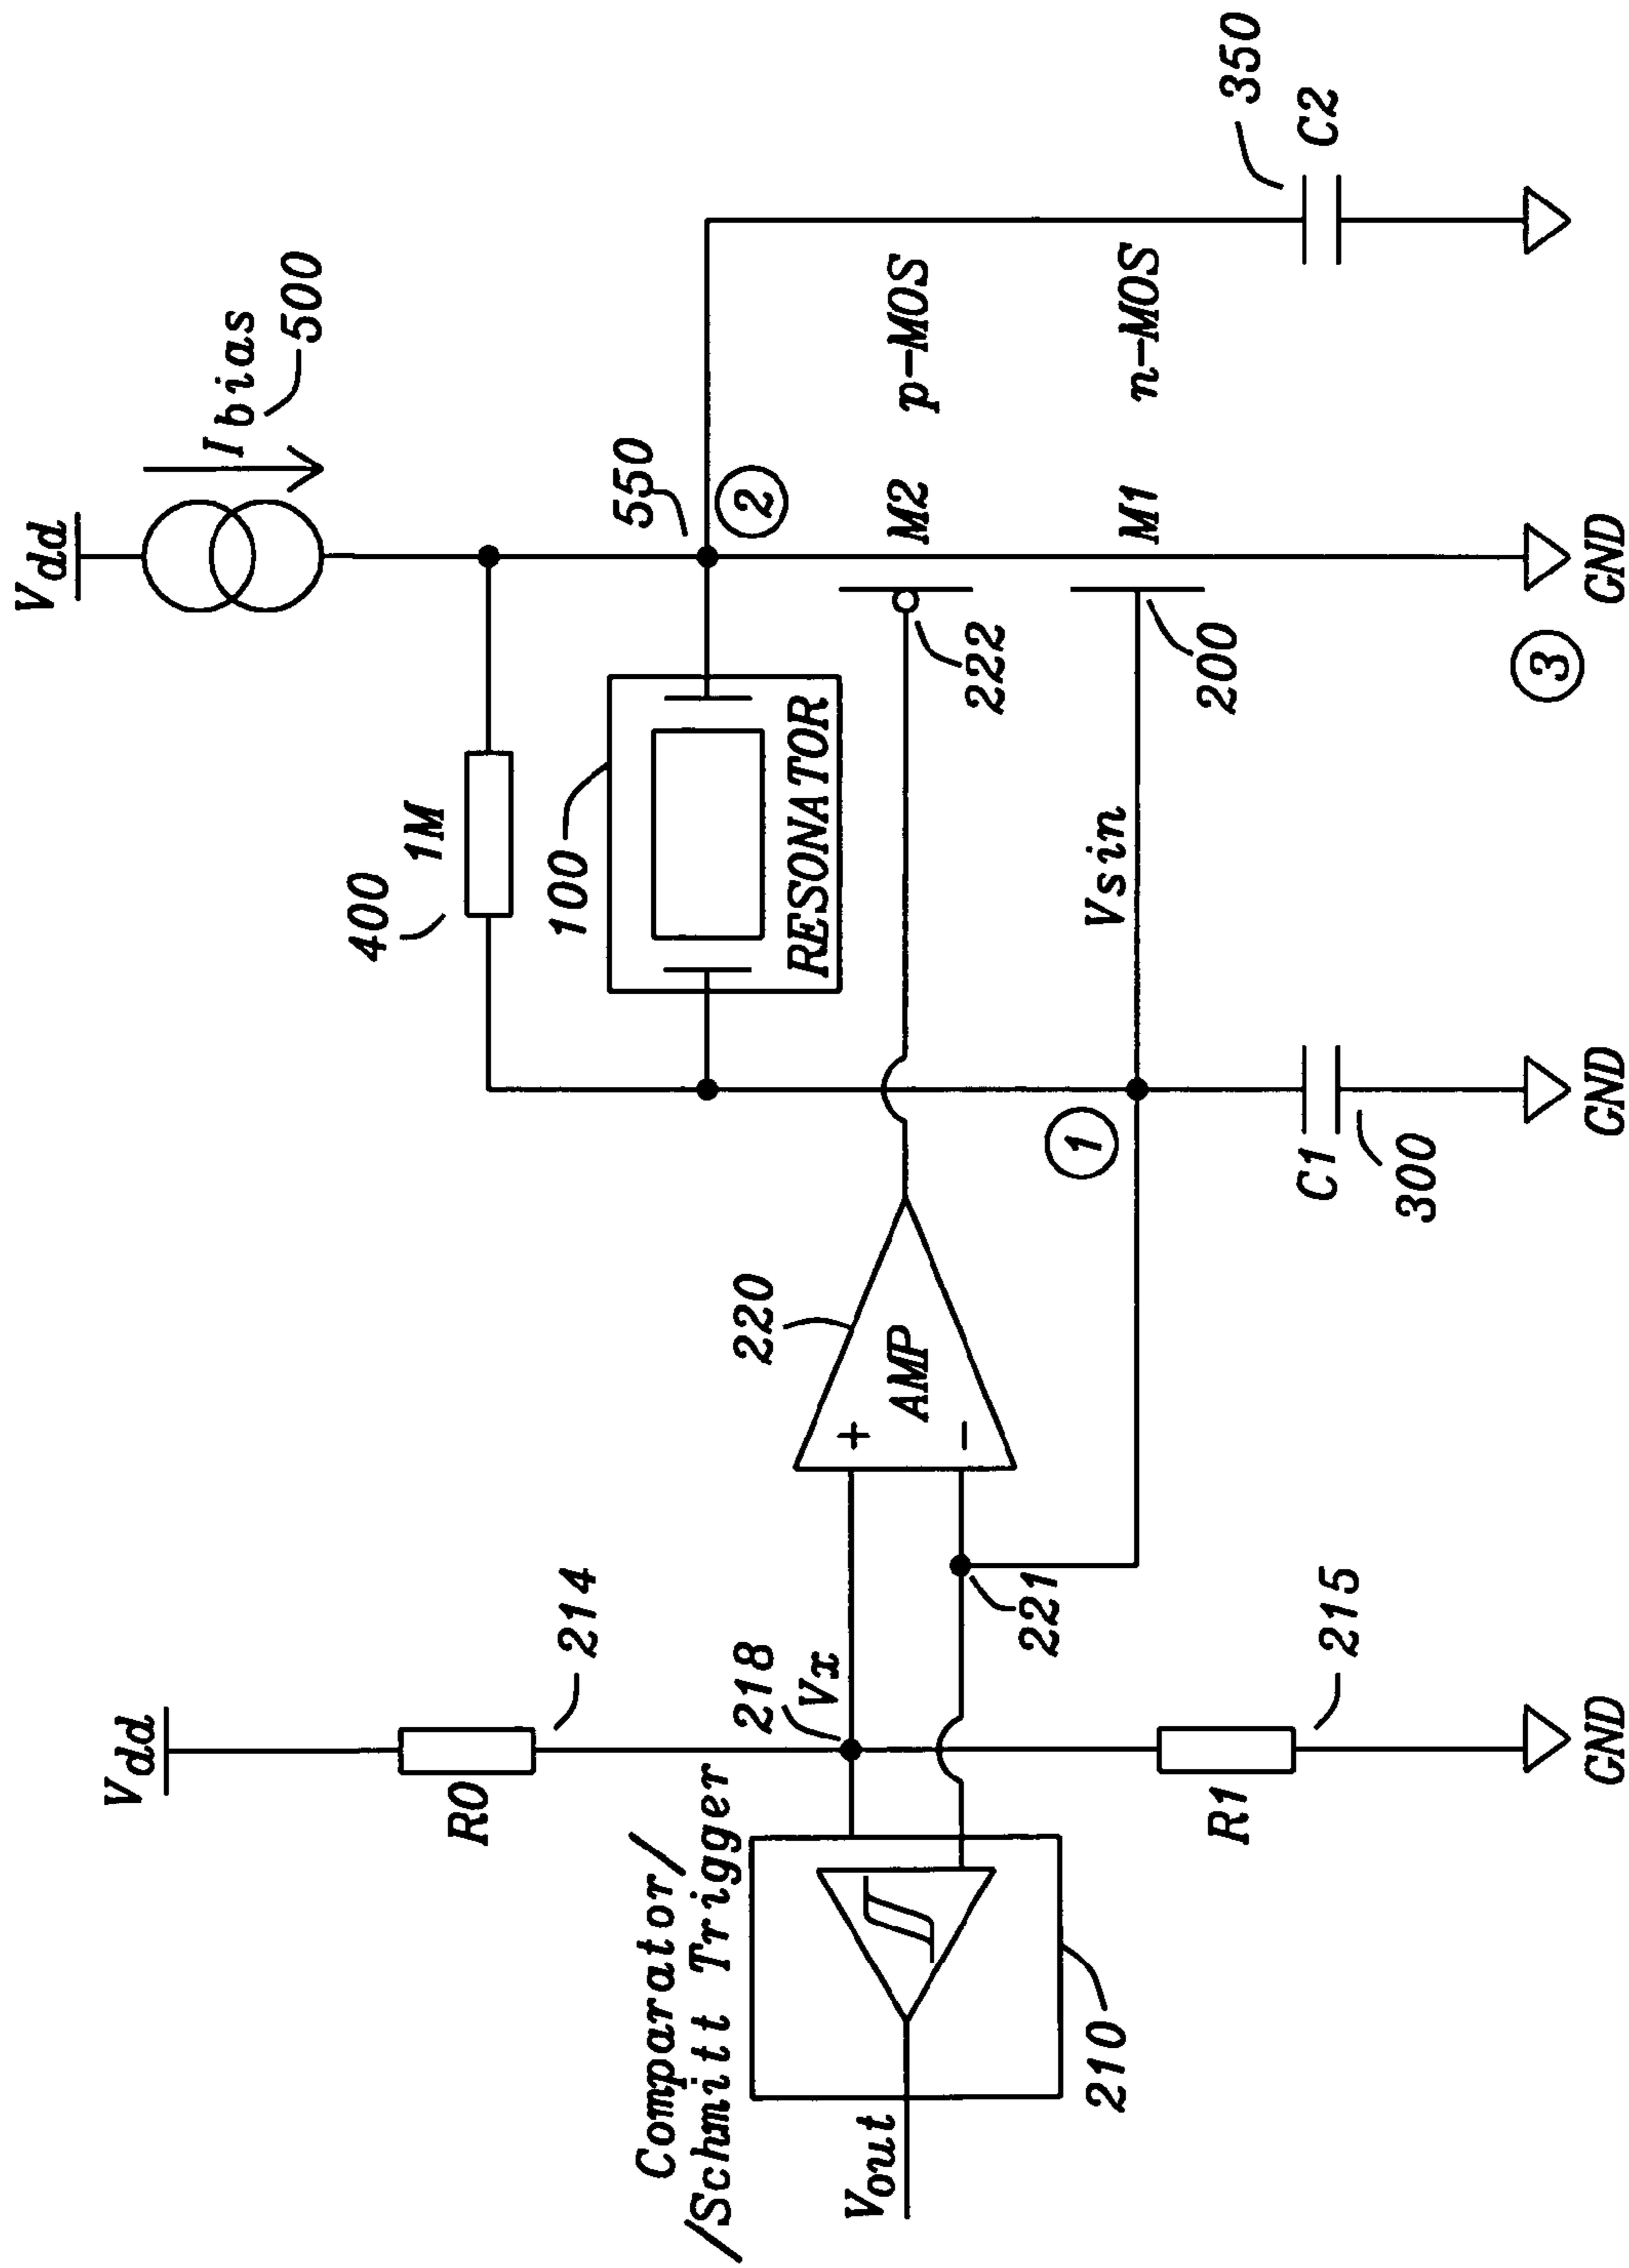 Vdd
Ibias
500
350
C2
550
2
M2 p-MOS
M1 n-MOS
400
1M
100
RESONATOR
222
200
Vsin
3
GND
1
C1
300
GND
220
+
AMP
-
221
Vdd
R0
214
218
Vx
R1
215
GND
Comparator/
/Schmitt Trigger
Vout
210